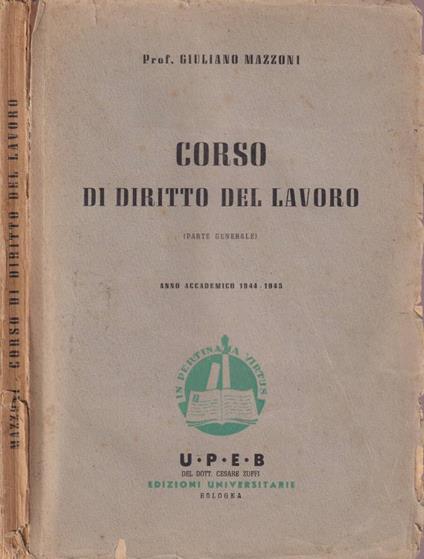 MAZZONI CORSO DI DIRITTO DEL LAVORO
Prof. GIULIANO MAZZONI
CORSO
DI DIRITTO DEL LAVORO
(PARTE GENERALE)
ANNO ACCADEMICO 1944-1945
IN PERTINACIA VIRTUS
U·P·E·B
DEL DOTT. CESARE ZUFFI
EDIZIONI UNIVERSITARIE
BOLOGNA